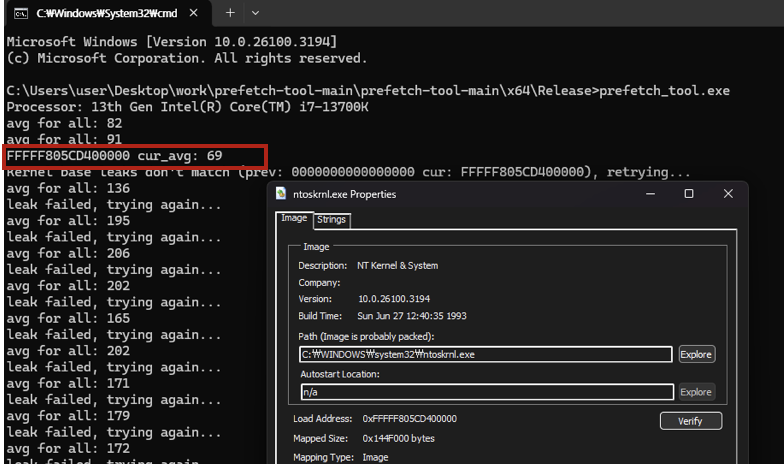 C:₩Windows₩System32₩cmd
Microsoft Windows [Version 10.0.26100.3194]
(c) Microsoft Corporation. All rights reserved.
C:\Users\user\Desktop\work\prefetch-tool-main\prefetch-tool-main\x64\Release>prefetch_tool.exe
Processor: 13th Gen Intel(R) Core(TM) i7-13700K
avg for all: 82
avg for all: 91
FFFFF805CD400000 cur_avg: 69
Kernel base leaks don't match (prev: 0000000000000000 cur: FFFFF805CD400000), retrying...
avg for all: 136
leak failed, trying again...
avg for all: 195
leak failed, trying again...
avg for all: 206
leak failed, trying again...
avg for all: 202
leak failed, trying again...
avg for all: 165
leak failed, trying again...
avg for all: 202
leak failed, trying again...
avg for all: 171
leak failed, trying again...
avg for all: 179
leak failed, trying again...
avg for all: 172
leak failed, trying again...
ntoskrnl.exe Properties
Image Strings
Image
Description: NT Kernel & System
Company:
Version: 10.0.26100.3194
Build Time: Sun Jun 27 12:40:35 1993
Path (Image is probably packed):
C:₩WINDOWS₩system32₩ntoskrnl.exe Explore
Autostart Location:
n/a Explore
Load Address: 0xFFFFF805CD400000 Verify
Mapped Size: 0x144F000 bytes
Mapping Type: Image